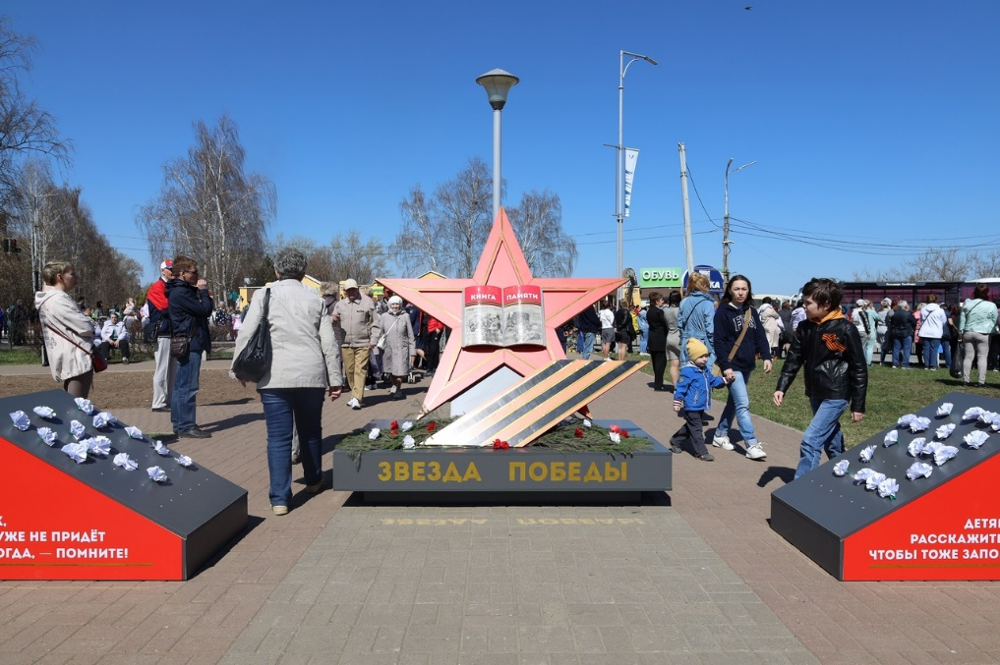 ОБУВЬ
КНИГА ПАМЯТИ
ЗВЕЗДА ПОБЕДЫ
УЖЕ НЕ ПРИДЁТ
ОГДА, — ПОМНИТЕ!
ДЕТЯ
РАССКАЖИТ
ЧТОБЫ ТОЖЕ ЗАПО